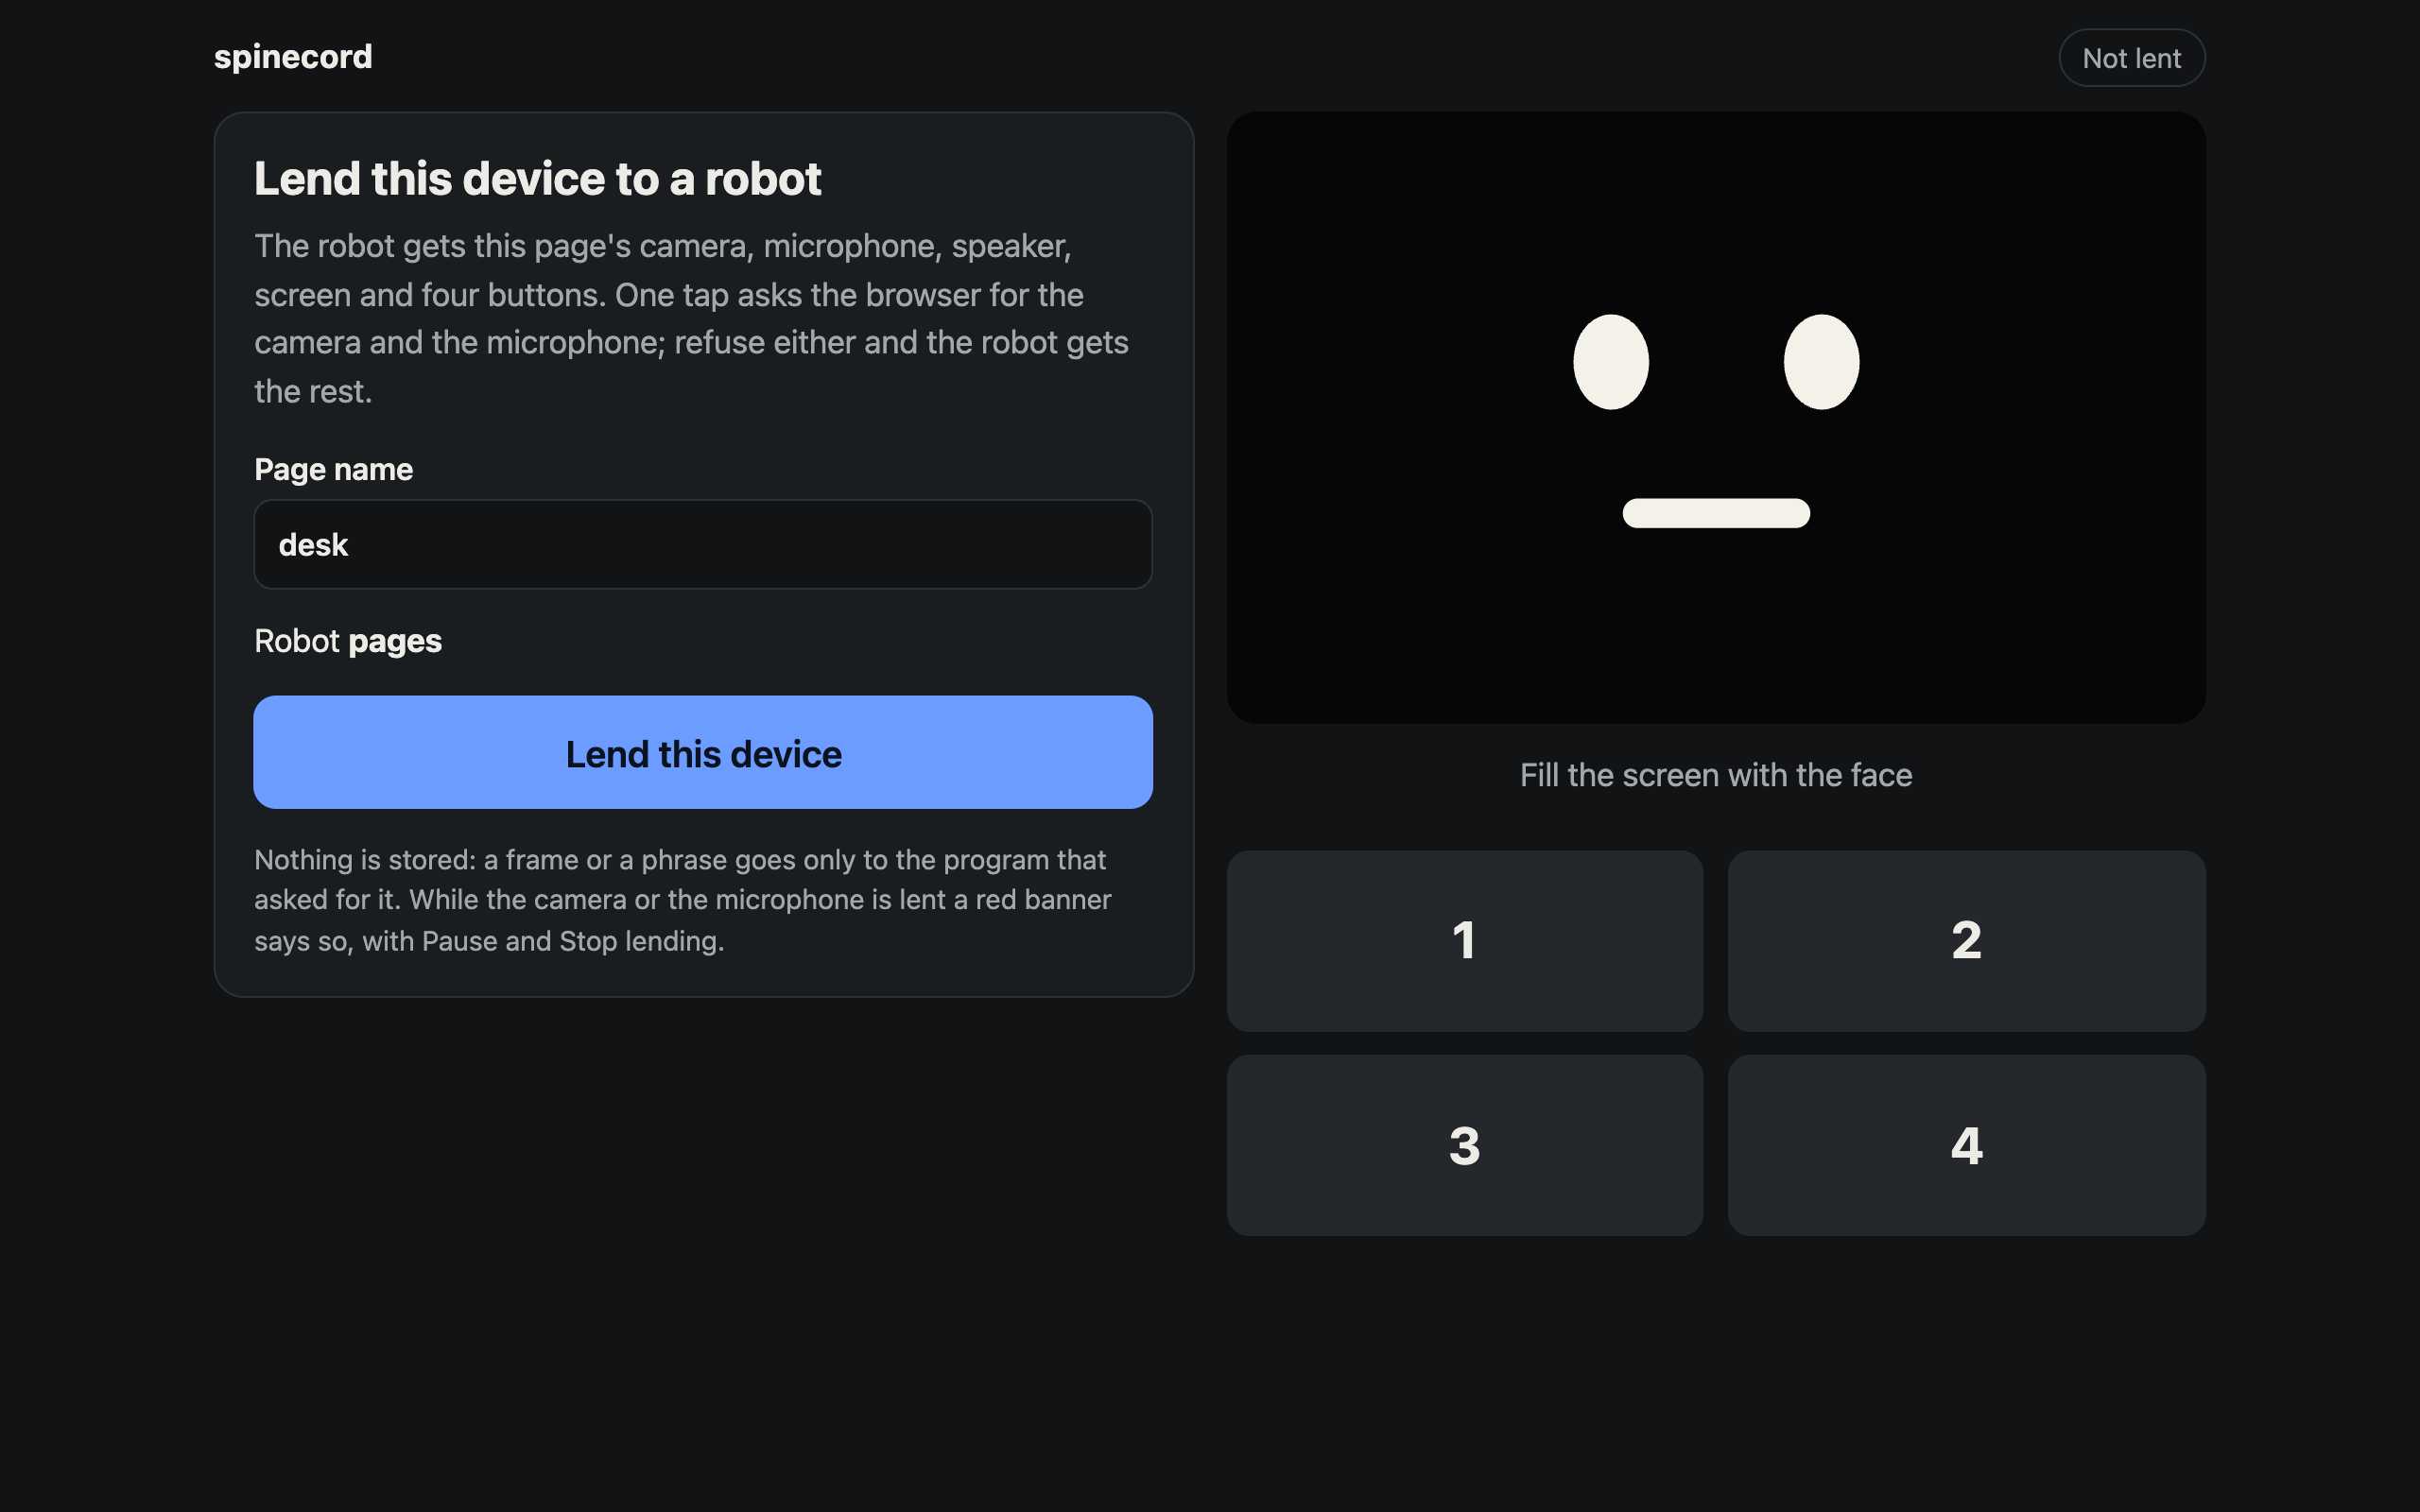 spinecord
Not lent
Lend this device to a robot
The robot gets this page's camera, microphone, speaker,
screen and four buttons. One tap asks the browser for the
camera and the microphone; refuse either and the robot gets
the rest.
Page name
desk
Robot pages
Lend this device
Nothing is stored: a frame or a phrase goes only to the program that
asked for it. While the camera or the microphone is lent a red banner
says so, with Pause and Stop lending.
Fill the screen with the face
1
2
3
4